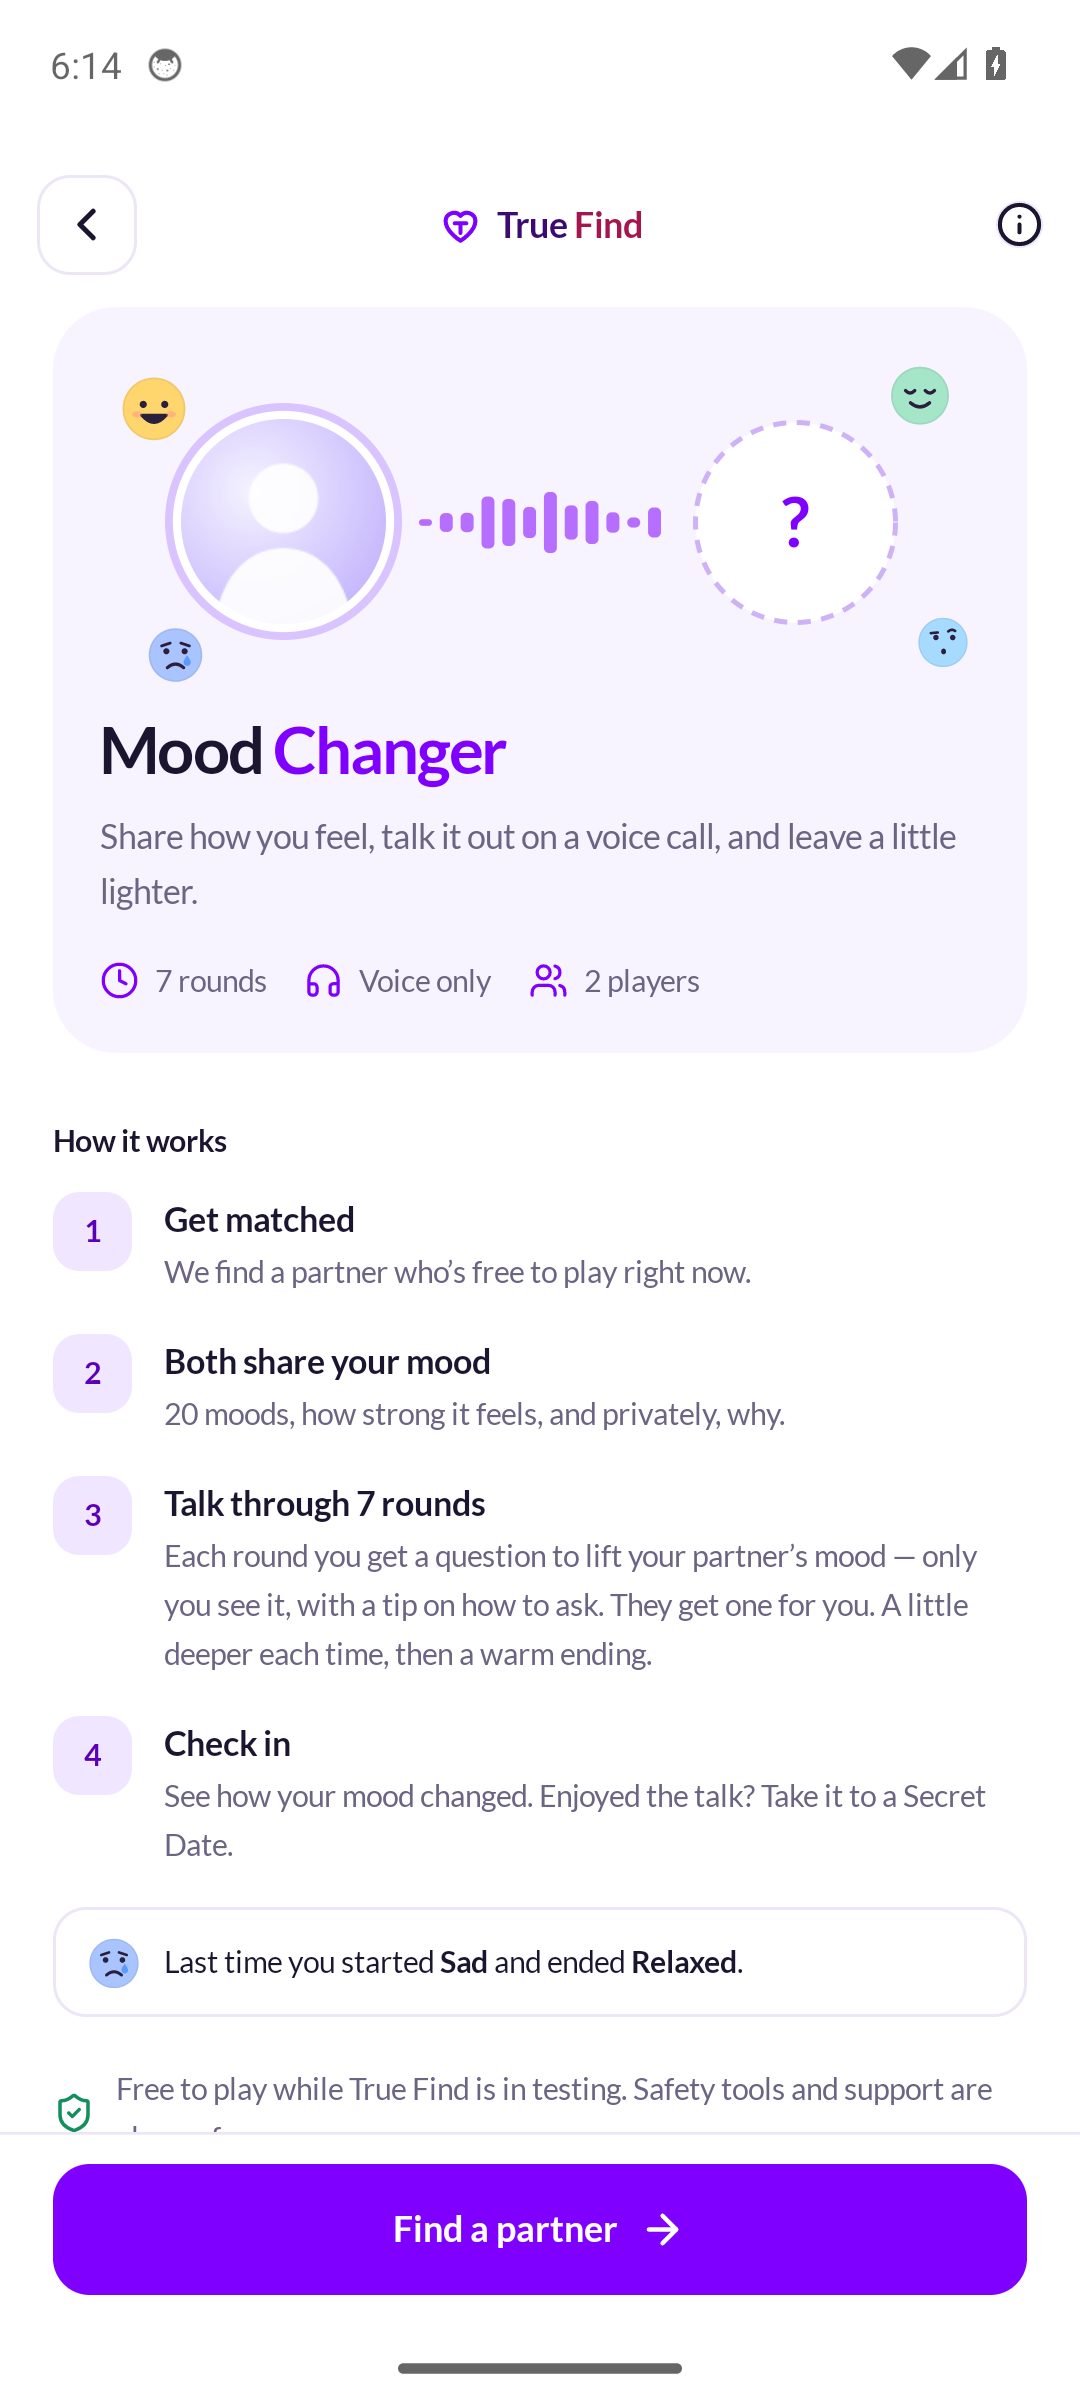 6:14
True Find
?
Mood Changer
Share how you feel, talk it out on a voice call, and leave a little
lighter.
7 rounds
Voice only
2 players
How it works
1
Get matched
We find a partner who’s free to play right now.
2
Both share your mood
20 moods, how strong it feels, and privately, why.
3
Talk through 7 rounds
Each round you get a question to lift your partner’s mood — only
you see it, with a tip on how to ask. They get one for you. A little
deeper each time, then a warm ending.
4
Check in
See how your mood changed. Enjoyed the talk? Take it to a Secret
Date.
Last time you started Sad and ended Relaxed.
Free to play while True Find is in testing. Safety tools and support are
Find a partner